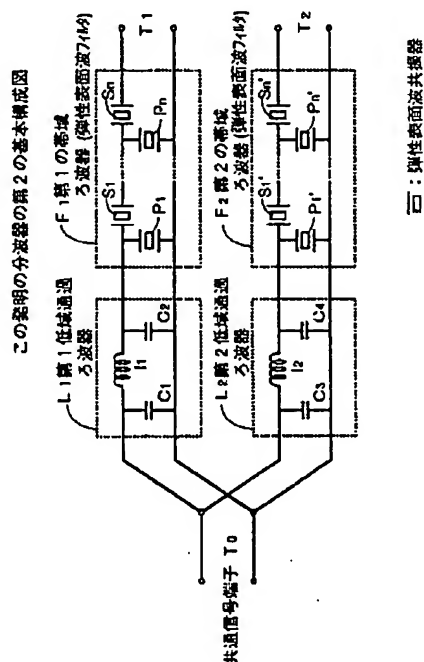 この発明の分波器の第2の基本構成図
F1第1の帯域
ろ波器(弾性表面波フィルタ)
L1第1低域通過
ろ波器
S1
Sn
P1
Pn
I1
C1
C2
T1
F2第2の帯域
ろ波器(弾性表面波フィルタ)
L2第2低域通過
ろ波器
S1'
Sn'
P1'
Pn'
I2
C3
C4
T2
共通信号端子 T0
:弾性表面波共振器